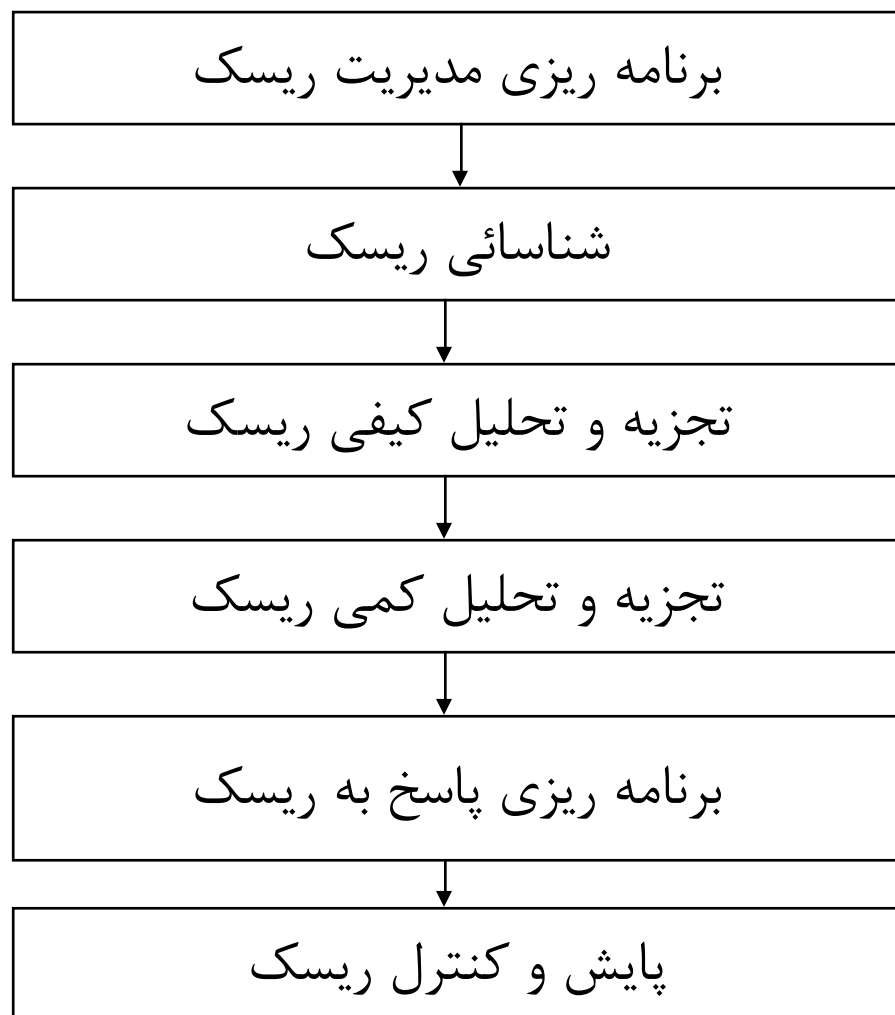 برنامه ریزی مدیریت ریسک
شناسائی ریسک
تجزیه و تحلیل کیفی ریسک
تجزیه و تحلیل کمی ریسک
برنامه ریزی پاسخ به ریسک
پایش و کنترل ریسک